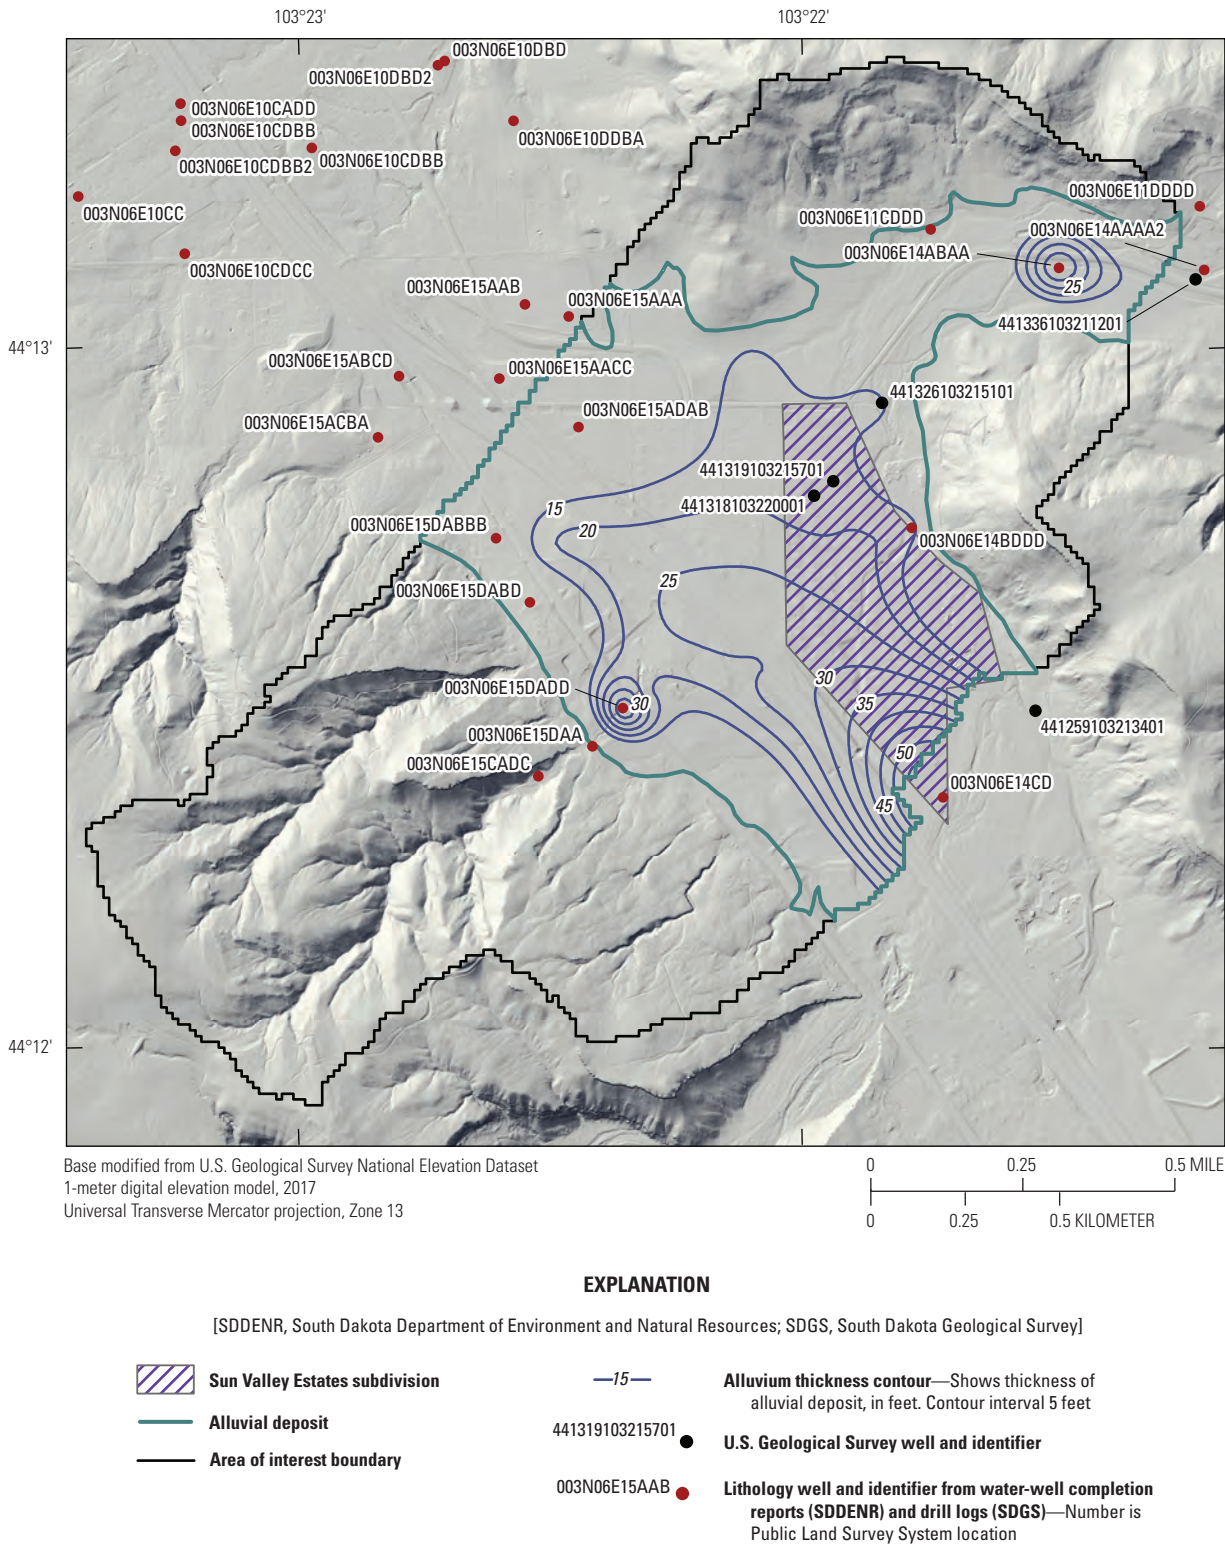 103°23'
103°22'
003N06E10DBD
003N06E10DBD2
003N06E10CADD
003N06E10CDBB
003N06E10DDBA
003N06E10CDBB2
003N06E10CDBB
003N06E10CC
003N06E11DDDD
003N06E11CDDD
003N06E14AAAA2
003N06E14ABAA
003N06E10CDCC
25
003N06E15AAB
003N06E15AAA
441336103211201
44°13'
003N06E15ABCD
003N06E15AACC
441326103215101
003N06E15ADAB
003N06E15ACBA
441319103215701
441318103220001
15
003N06E15DABBB
20
003N06E14BDDD
25
003N06E15DABD
30
003N06E15DADD
30
35
441259103213401
003N06E15DAA
50
003N06E15CADC
003N06E14CD
45
44°12'
Base modified from U.S. Geological Survey National Elevation Dataset
1-meter digital elevation model, 2017
Universal Transverse Mercator projection, Zone 13
0 0.25 0.5 MILE
0 0.25 0.5 KILOMETER
EXPLANATION
[SDDENR, South Dakota Department of Environment and Natural Resources; SDGS, South Dakota Geological Survey]
Sun Valley Estates subdivision
Alluvial deposit
Area of interest boundary
15
Alluvium thickness contour—Shows thickness of
alluvial deposit, in feet. Contour interval 5 feet
441319103215701
U.S. Geological Survey well and identifier
003N06E15AAB
Lithology well and identifier from water-well completion
reports (SDDENR) and drill logs (SDGS)—Number is
Public Land Survey System location